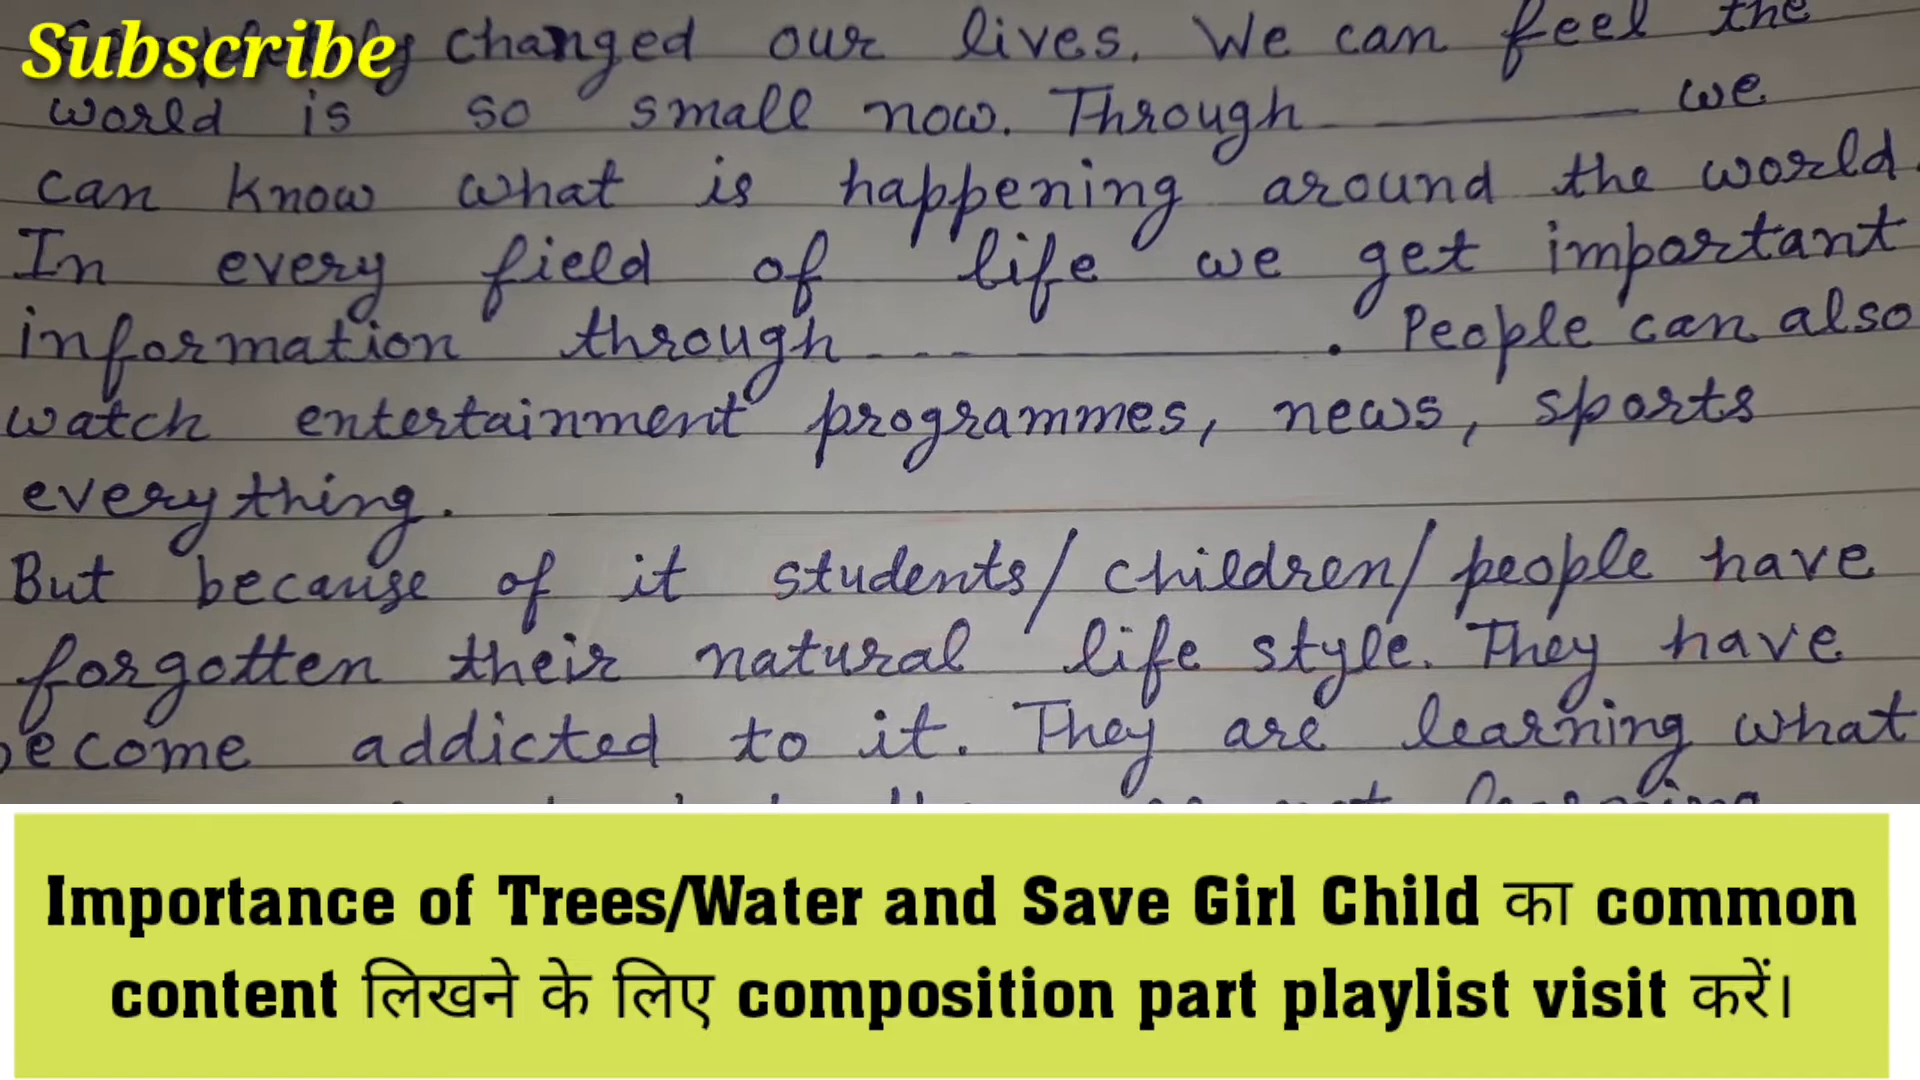 Subscribe
changed our lives. We can feel the
world is so small now. Through ______ we
can know what is happening around the world.
In every field of life we get important
information through ______. People can also
watch entertainment programmes, news, sports
everything.
But because of it students/children/people have
forgotten their natural life style. They have
become addicted to it. They are learning what
learning
Importance of Trees/Water and Save Girl Child का common
content लिखने के लिए composition part playlist visit करें।